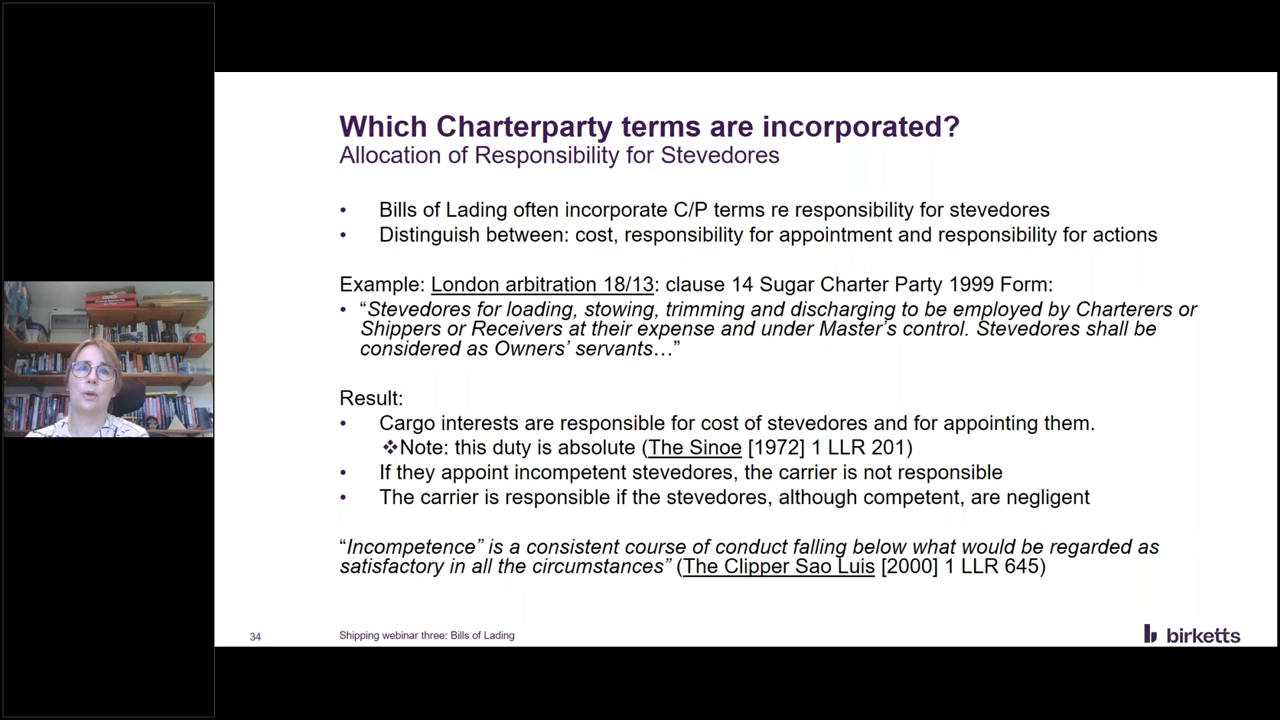 Which Charterparty terms are incorporated?
Allocation of Responsibility for Stevedores
• Bills of Lading often incorporate C/P terms re responsibility for stevedores
• Distinguish between: cost, responsibility for appointment and responsibility for actions
Example: London arbitration 18/13: clause 14 Sugar Charter Party 1999 Form:
• “Stevedores for loading, stowing, trimming and discharging to be employed by Charterers or
Shippers or Receivers at their expense and under Master’s control. Stevedores shall be
considered as Owners’ servants…”
Result:
• Cargo interests are responsible for cost of stevedores and for appointing them.
❖Note: this duty is absolute (The Sinoe [1972] 1 LLR 201)
• If they appoint incompetent stevedores, the carrier is not responsible
• The carrier is responsible if the stevedores, although competent, are negligent
“Incompetence” is a consistent course of conduct falling below what would be regarded as
satisfactory in all the circumstances” (The Clipper Sao Luis [2000] 1 LLR 645)
34 Shipping webinar three: Bills of Lading
birketts